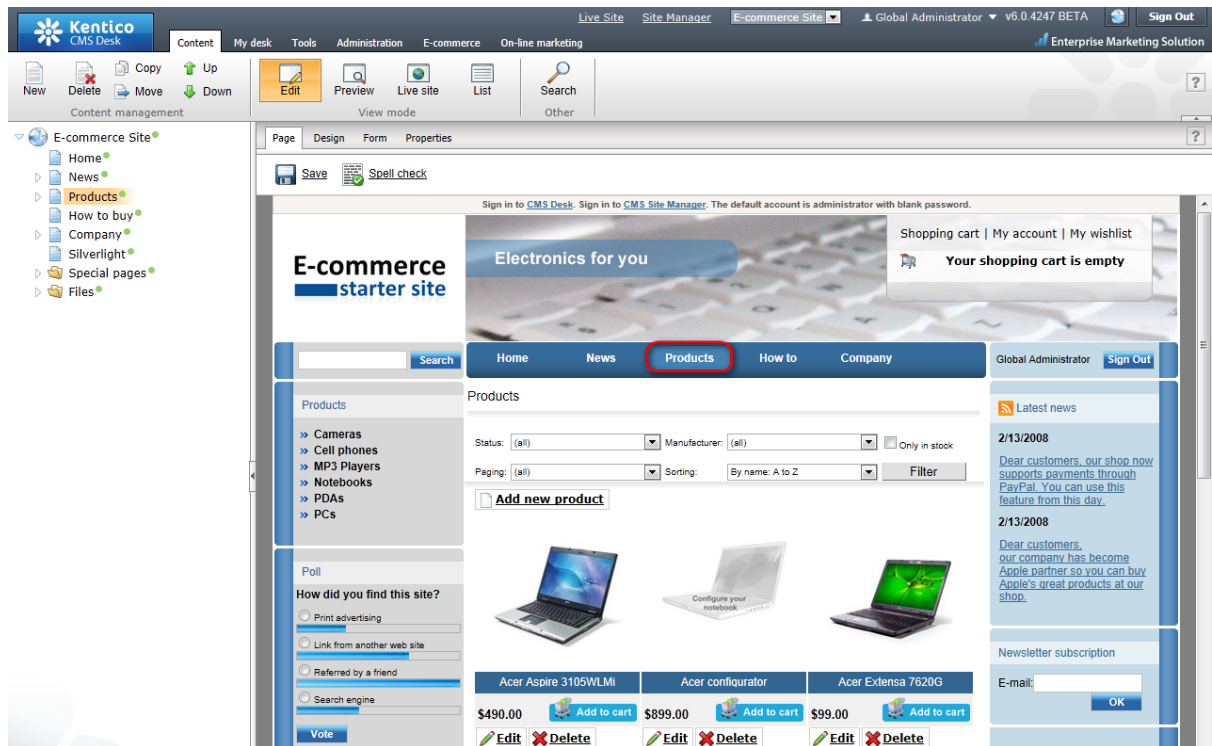 Kentico
CMS Desk
Live Site Site Manager E-commerce Site Global Administrator v6.0.4247 BETA Sign Out
Content My desk Tools Administration E-commerce On-line marketing Enterprise Marketing Solution
New Delete Copy Move Up Down
Content management
Edit Preview Live site List
View mode
Search
Other
?
E-commerce Site
Home
News
Products
How to buy
Company
Silverlight
Special pages
Files
Page Design Form Properties ?
Save Spell check
Sign in to CMS Desk. Sign in to CMS Site Manager. The default account is administrator with blank password.
E-commerce
starter site
Electronics for you
Shopping cart | My account | My wishlist
Your shopping cart is empty
Search Home News Products How to Company Global Administrator Sign Out
Products
» Cameras
» Cell phones
» MP3 Players
» Notebooks
» PDAs
» PCs
Poll
How did you find this site?
Print advertising
Link from another web site
Referred by a friend
Search engine
Vote
Products
Status: (all) Manufacturer: (all) Only in stock
Paging: (all) Sorting: By name: A to Z Filter
Add new product
Configure your
notebook
Acer Aspire 3105WLMi Acer configurator Acer Extensa 7620G
$490.00 Add to cart $899.00 Add to cart $99.00 Add to cart
Edit Delete Edit Delete Edit Delete
Latest news
2/13/2008
Dear customers, our shop now
supports payments through
PayPal. You can use this
feature from this day.
2/13/2008
Dear customers,
our company has become
Apple partner so you can buy
Apple's great products at our
shop.
Newsletter subscription
E-mail:
OK